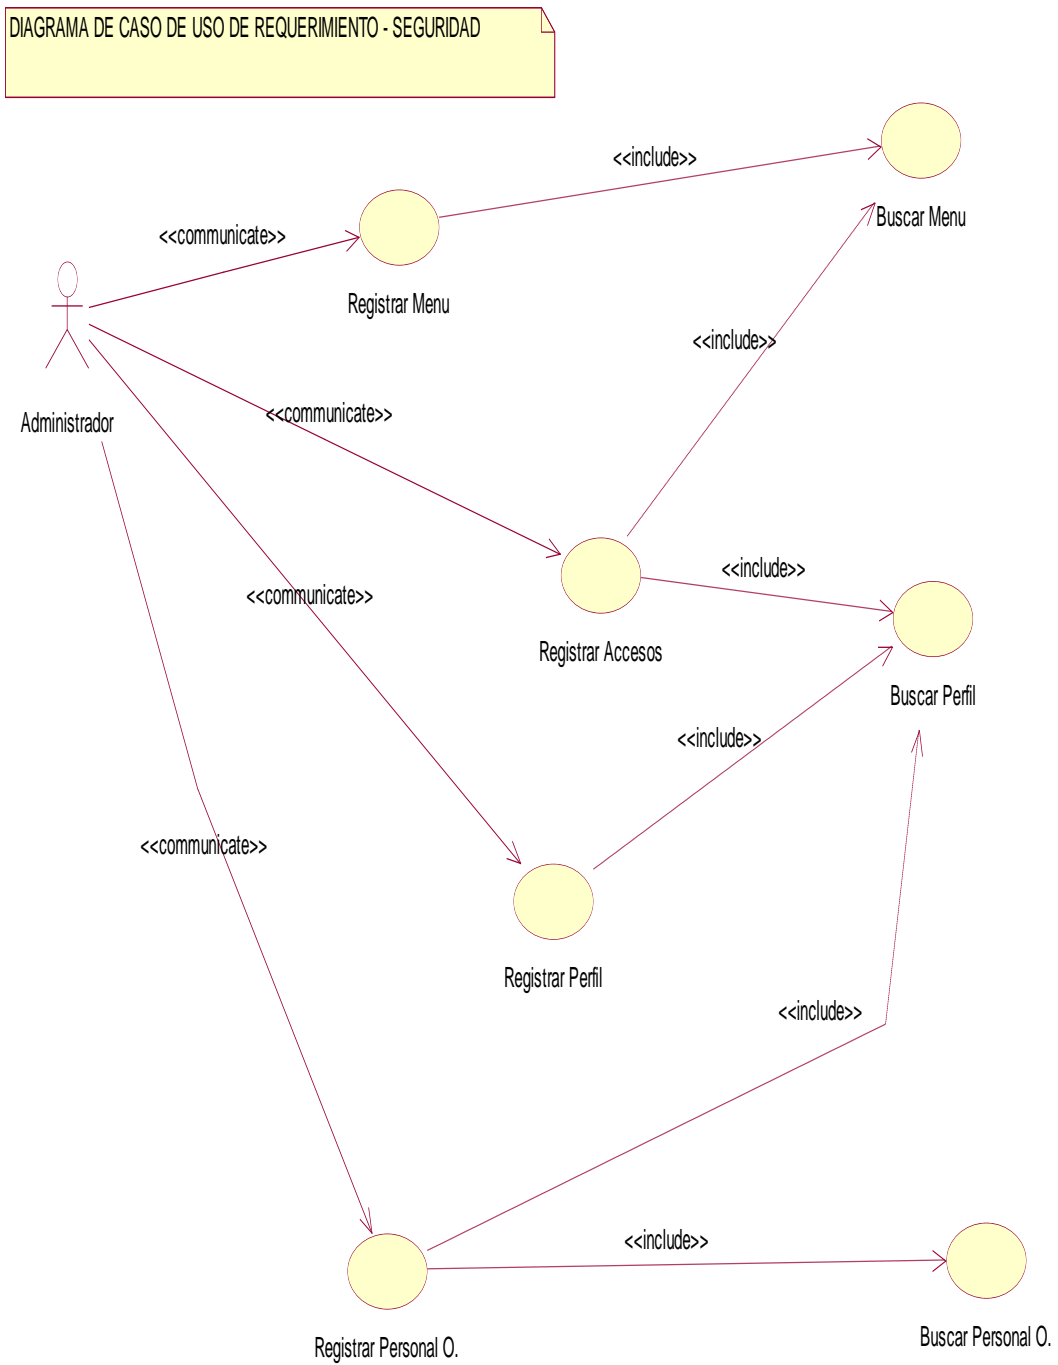 DIAGRAMA DE CASO DE USO DE REQUERIMIENTO - SEGURIDAD
<<include>>
Buscar Menu
<<communicate>>
Registrar Menu
<<include>>
Administrador
<<communicate>>
<<include>>
<<communicate>>
Registrar Accesos
Buscar Perfil
<<include>>
<<communicate>>
Registrar Perfil
<<include>>
<<include>>
Buscar Personal O.
Registrar Personal O.